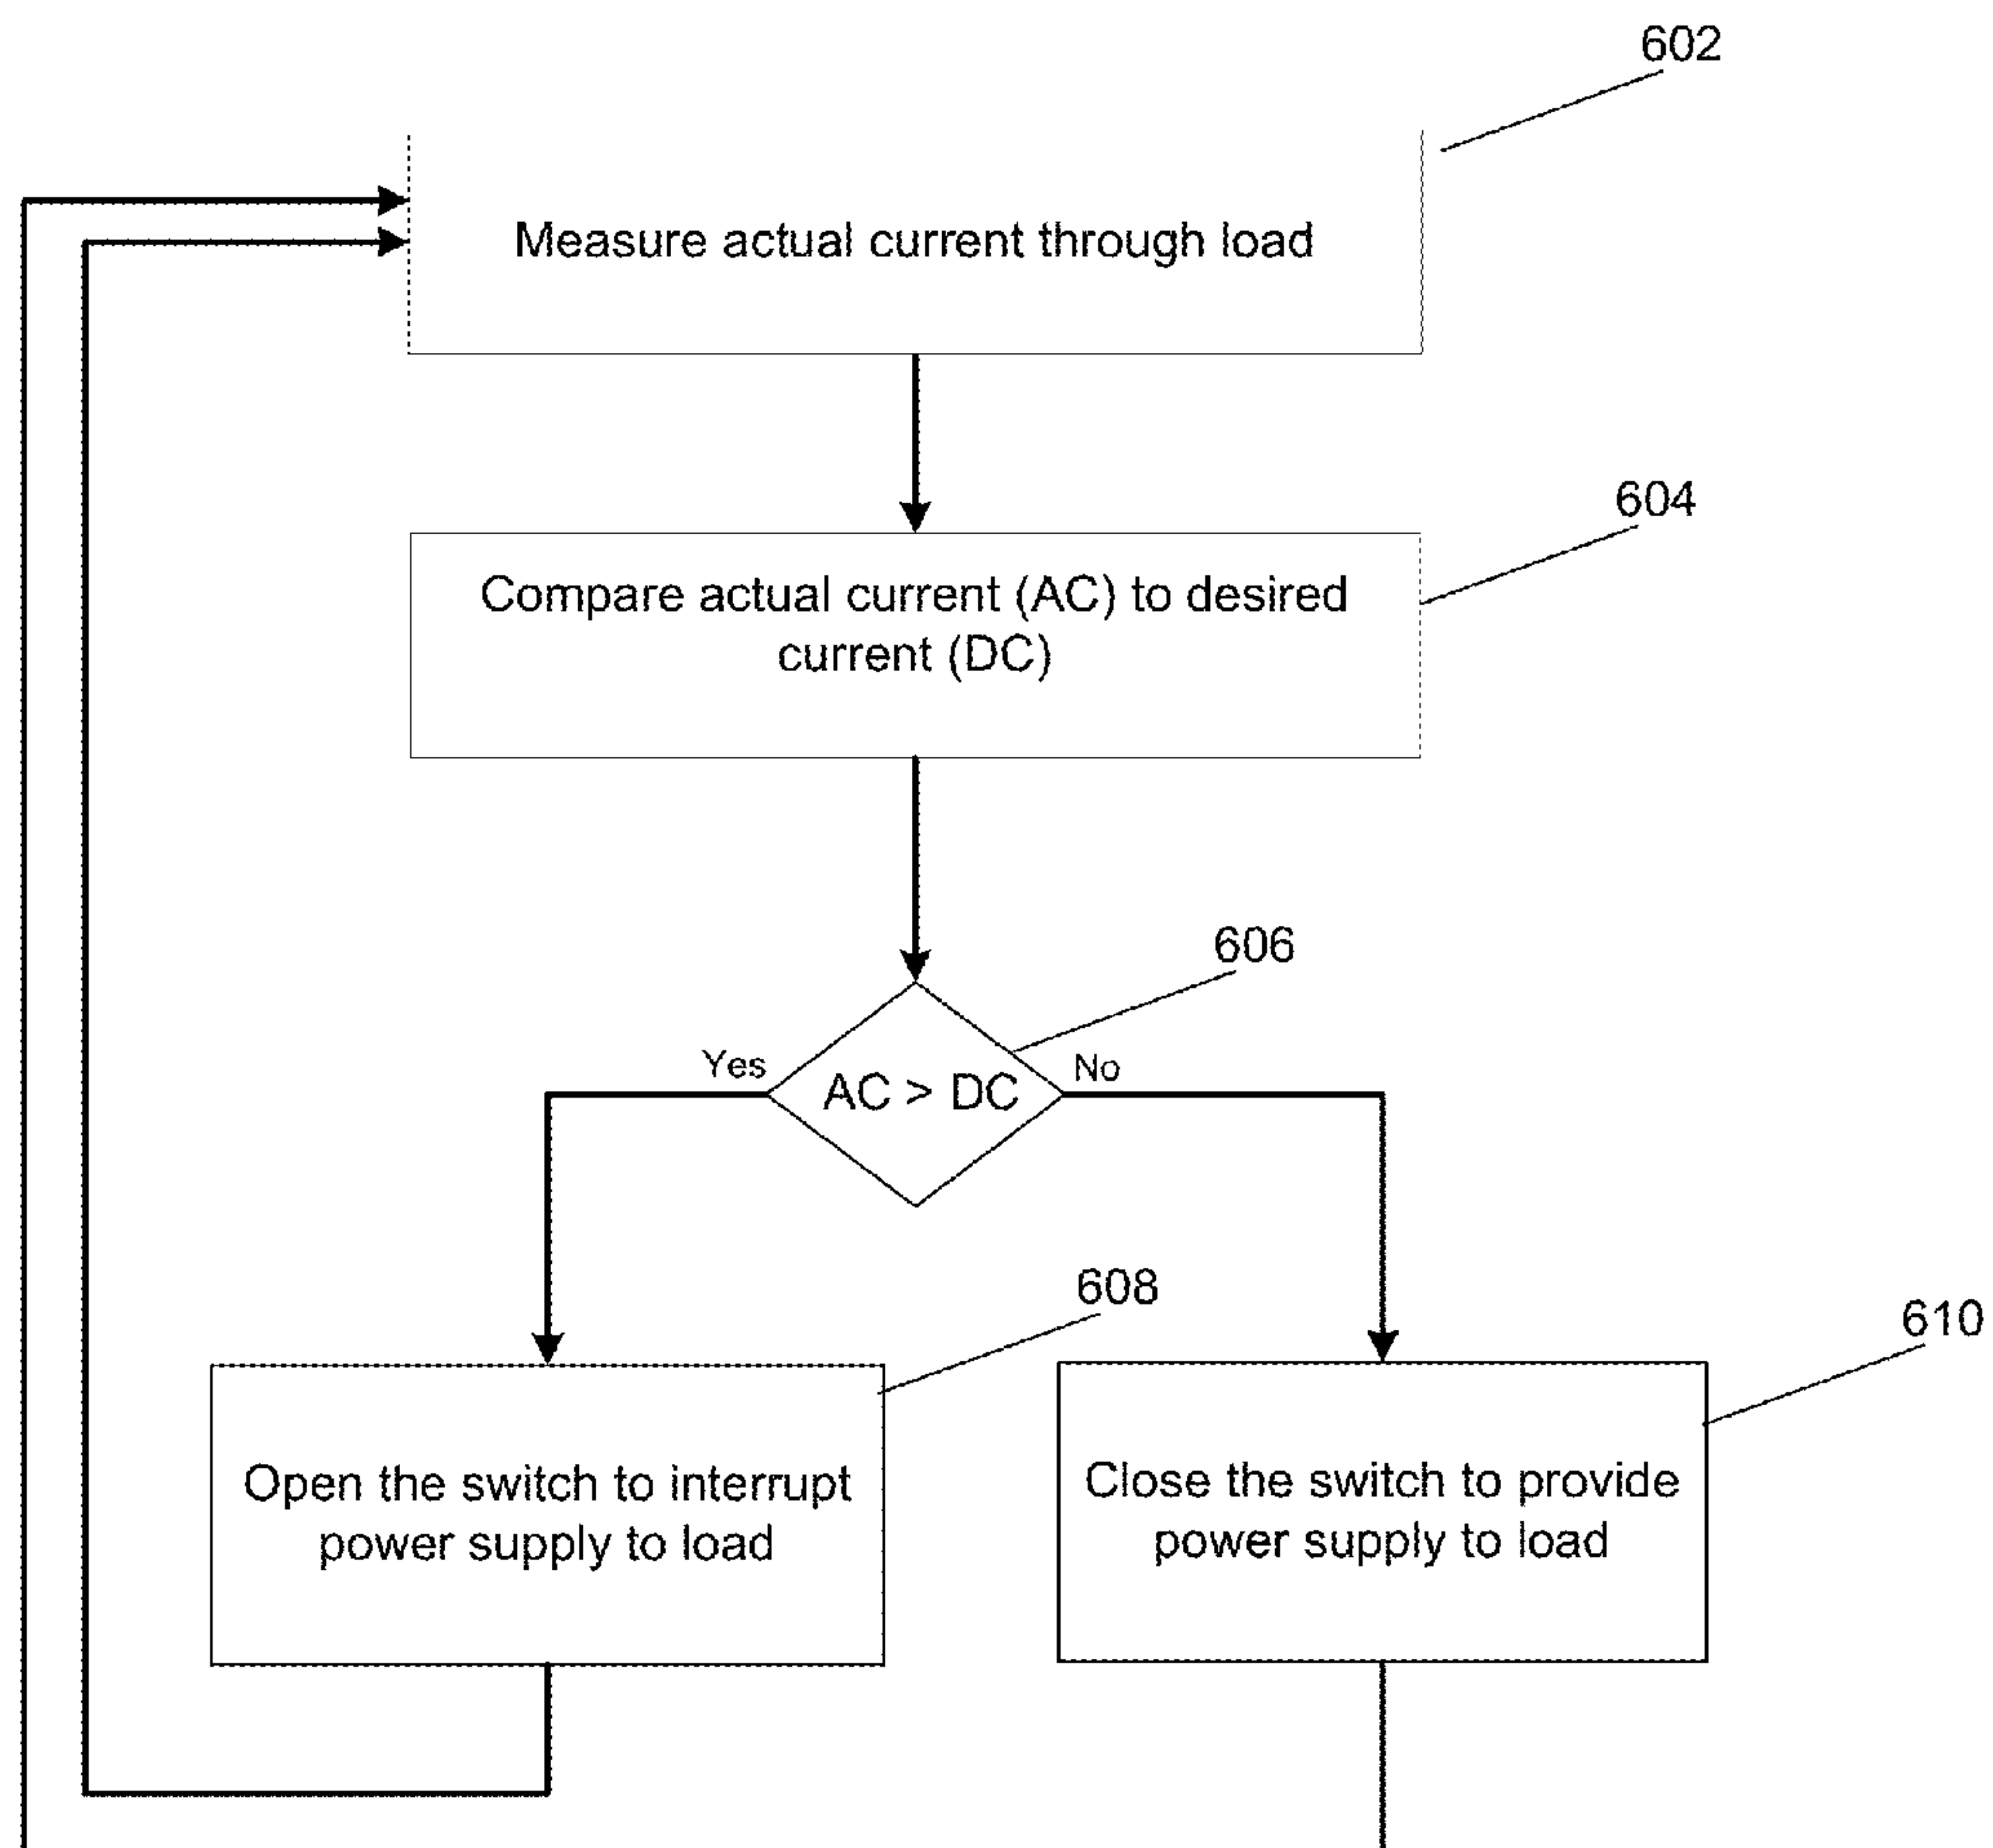 602
Measure actual current through load
604
Compare actual current (AC) to desired
current (DC)
606
Yes
AC > DC
No
608
610
Open the switch to interrupt
power supply to load
Close the switch to provide
power supply to load